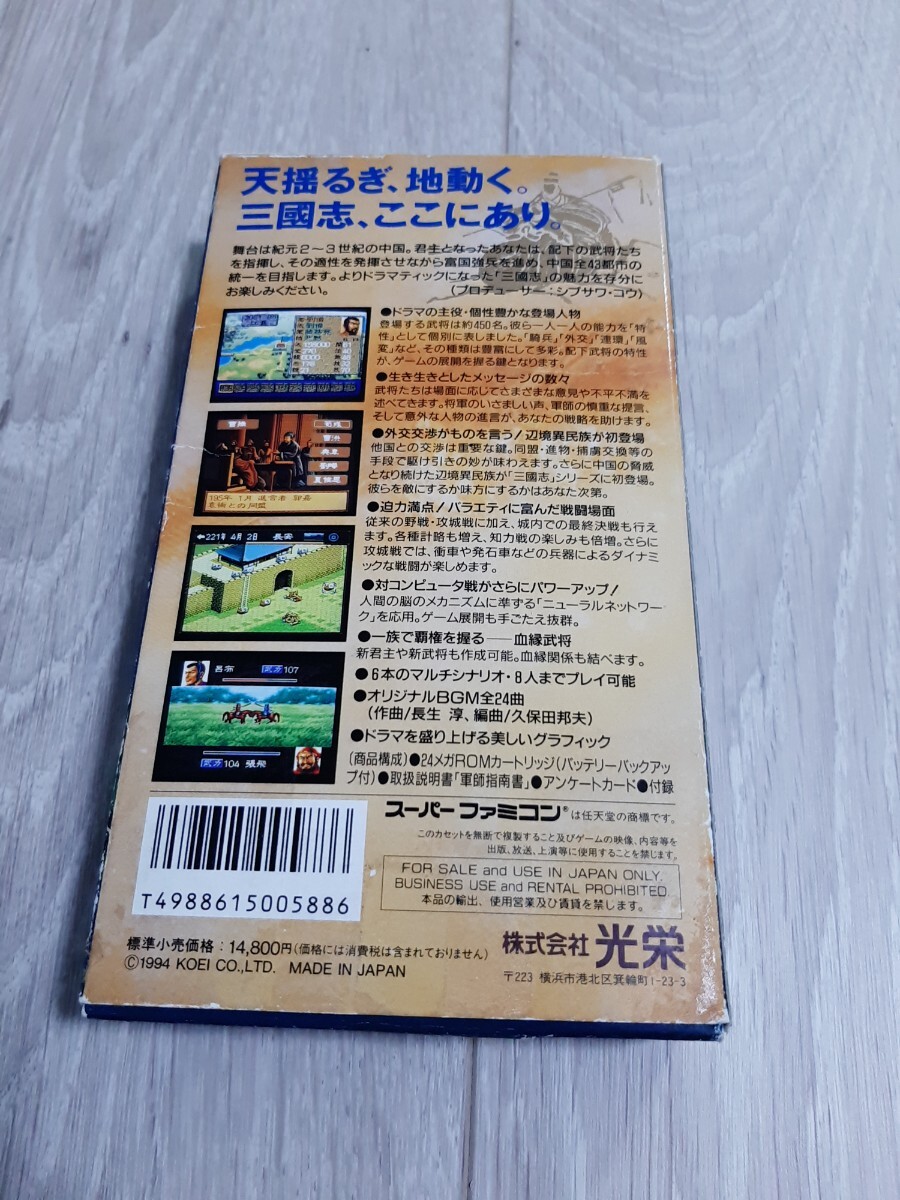 天揺るぎ、地動く。
三國志、ここにあり。
舞台は紀元2〜3世紀の中国。君主となったあなたは、配下の武将たち
を指揮し、その適性を発揮させながら富国強兵を進め、中国全43都市の
統一を目指します。よりドラマティックになった「三國志」の魅力を存分に
お楽しみください。 (プロデューサー:シブサワ・コウ)
●ドラマの主役・個性豊かな登場人物
登場する武将は約450名。彼ら一人一人の能力を「特
性」として個別に表しました。「騎兵」「外交」「連環」「風
変」など、その種類は豊富にして多彩。配下武将の特性
が、ゲームの展開を握る鍵となります。
●生き生きとしたメッセージの数々
武将たちは場面に応じてさまざまな意見や不平不満を
述べてきます。将軍のいさましい声、軍師の慎重な提言、
そして意外な人物の進言が、あなたの戦略を助けます。
●外交交渉がものを言う!辺境異民族が初登場
他国との交渉は重要な鍵。同盟・進物・捕虜交換等の
手段で駆け引きの妙が味わえます。さらに中国の脅威
となり続けた辺境異民族が「三國志」シリーズに初登場。
彼らを敵にするか味方にするかはあなた次第。
195年 1月 進言者 郭嘉
袁術との同盟
●迫力満点!バラエティに富んだ戦闘場面
従来の野戦・攻城戦に加え、城内での最終決戦も行え
ます。各種計略も増え、知力戦の楽しみも倍増。さらに
攻城戦では、衝車や発石車などの兵器によるダイナミ
ックな戦闘が楽しめます。
←221年 4月 2日 長安
●対コンピュータ戦がさらにパワーアップ!
人間の脳のメカニズムに準ずる「ニューラルネットワー
ク」を応用。ゲーム展開も手ごたえ抜群。
●一族で覇権を握る——血縁武将
新君主や新武将も作成可能。血縁関係も結べます。
●6本のマルチシナリオ・8人までプレイ可能
●オリジナルBGM全24曲
(作曲/長生 淳、編曲/久保田邦夫)
●ドラマを盛り上げる美しいグラフィック
呂布 武力 107
武力 104 張飛
(商品構成)●24メガROMカートリッジ(バッテリーバックアッ
プ付)●取扱説明書「軍師指南書」●アンケートカード●付録
スーパーファミコン®は任天堂の商標です。
このカセットを無断で複製すること及びゲームの映像、内容等を
出版、放送、上演等に使用することを禁じます。
FOR SALE and USE IN JAPAN ONLY.
BUSINESS USE and RENTAL PROHIBITED.
本品の輸出、使用営業及び賃貸を禁じます。
T4988615005886
標準小売価格:14,800円(価格には消費税は含まれておりません)
©1994 KOEI CO.,LTD. MADE IN JAPAN
株式会社 光栄
〒223 横浜市港北区箕輪町1-23-3